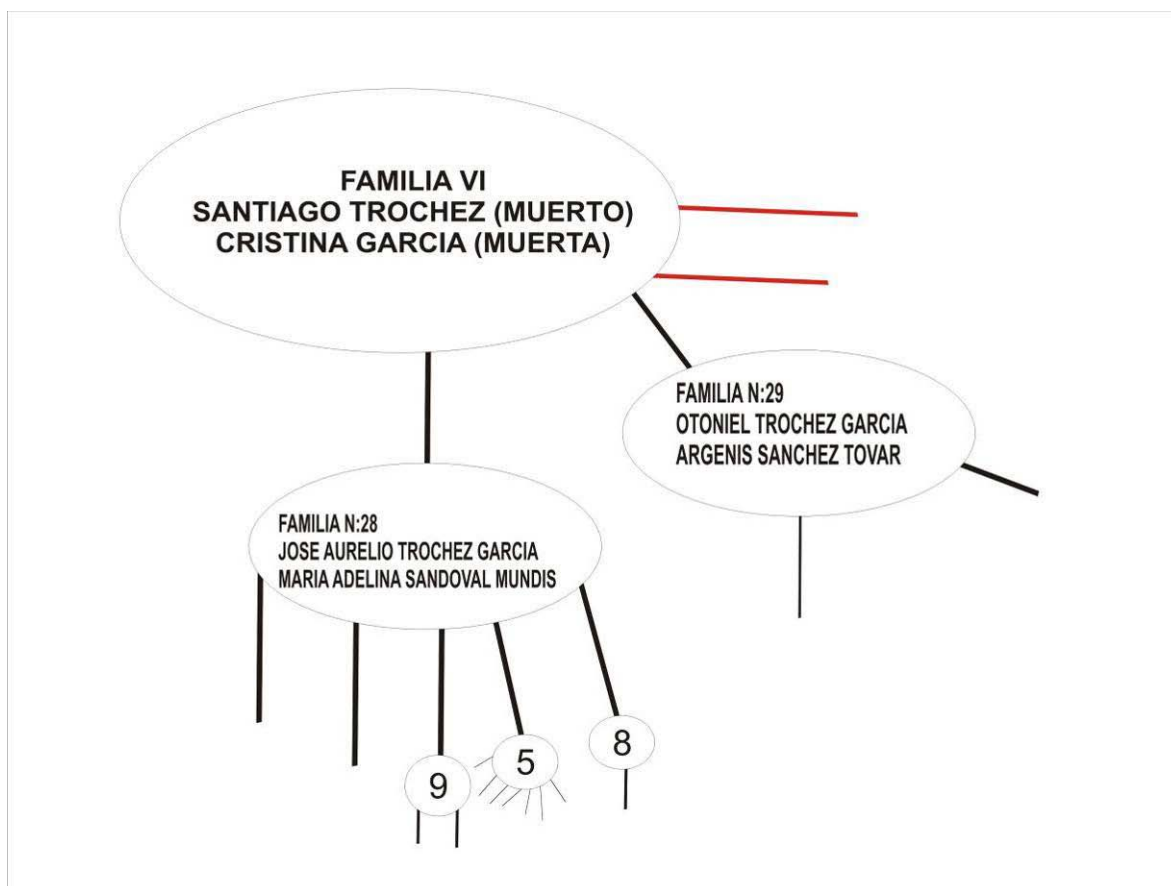 FAMILIA VI
SANTIAGO TROCHEZ (MUERTO)
CRISTINA GARCIA (MUERTA)
FAMILIA N:29
OTONIEL TROCHEZ GARCIA
ARGENIS SANCHEZ TOVAR
FAMILIA N:28
JOSE AURELIO TROCHEZ GARCIA
MARIA ADELINA SANDOVAL MUNDIS
9
5
8